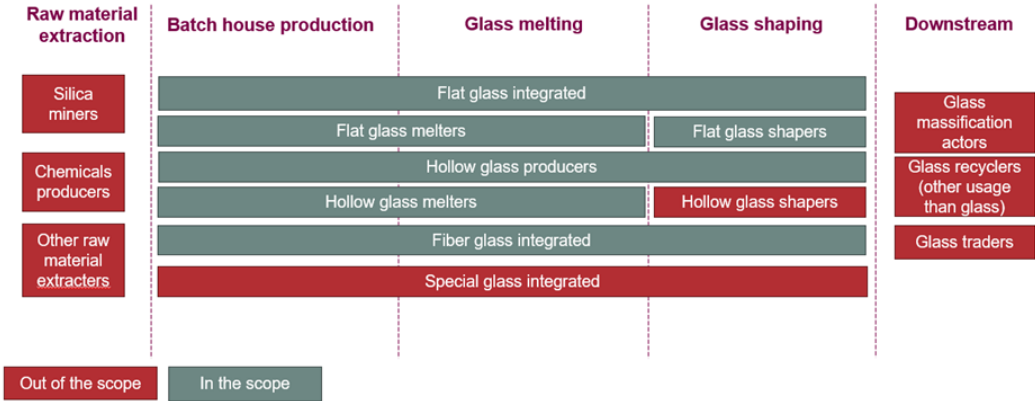 Raw material
extraction
Batch house production
Glass melting
Glass shaping
Downstream
Silica
miners
Chemicals
producers
Other raw
material
extracters
Flat glass integrated
Flat glass melters
Flat glass shapers
Hollow glass producers
Hollow glass melters
Hollow glass shapers
Fiber glass integrated
Special glass integrated
Glass
massification
actors
Glass recyclers
(other usage
than glass)
Glass traders
Out of the scope
In the scope